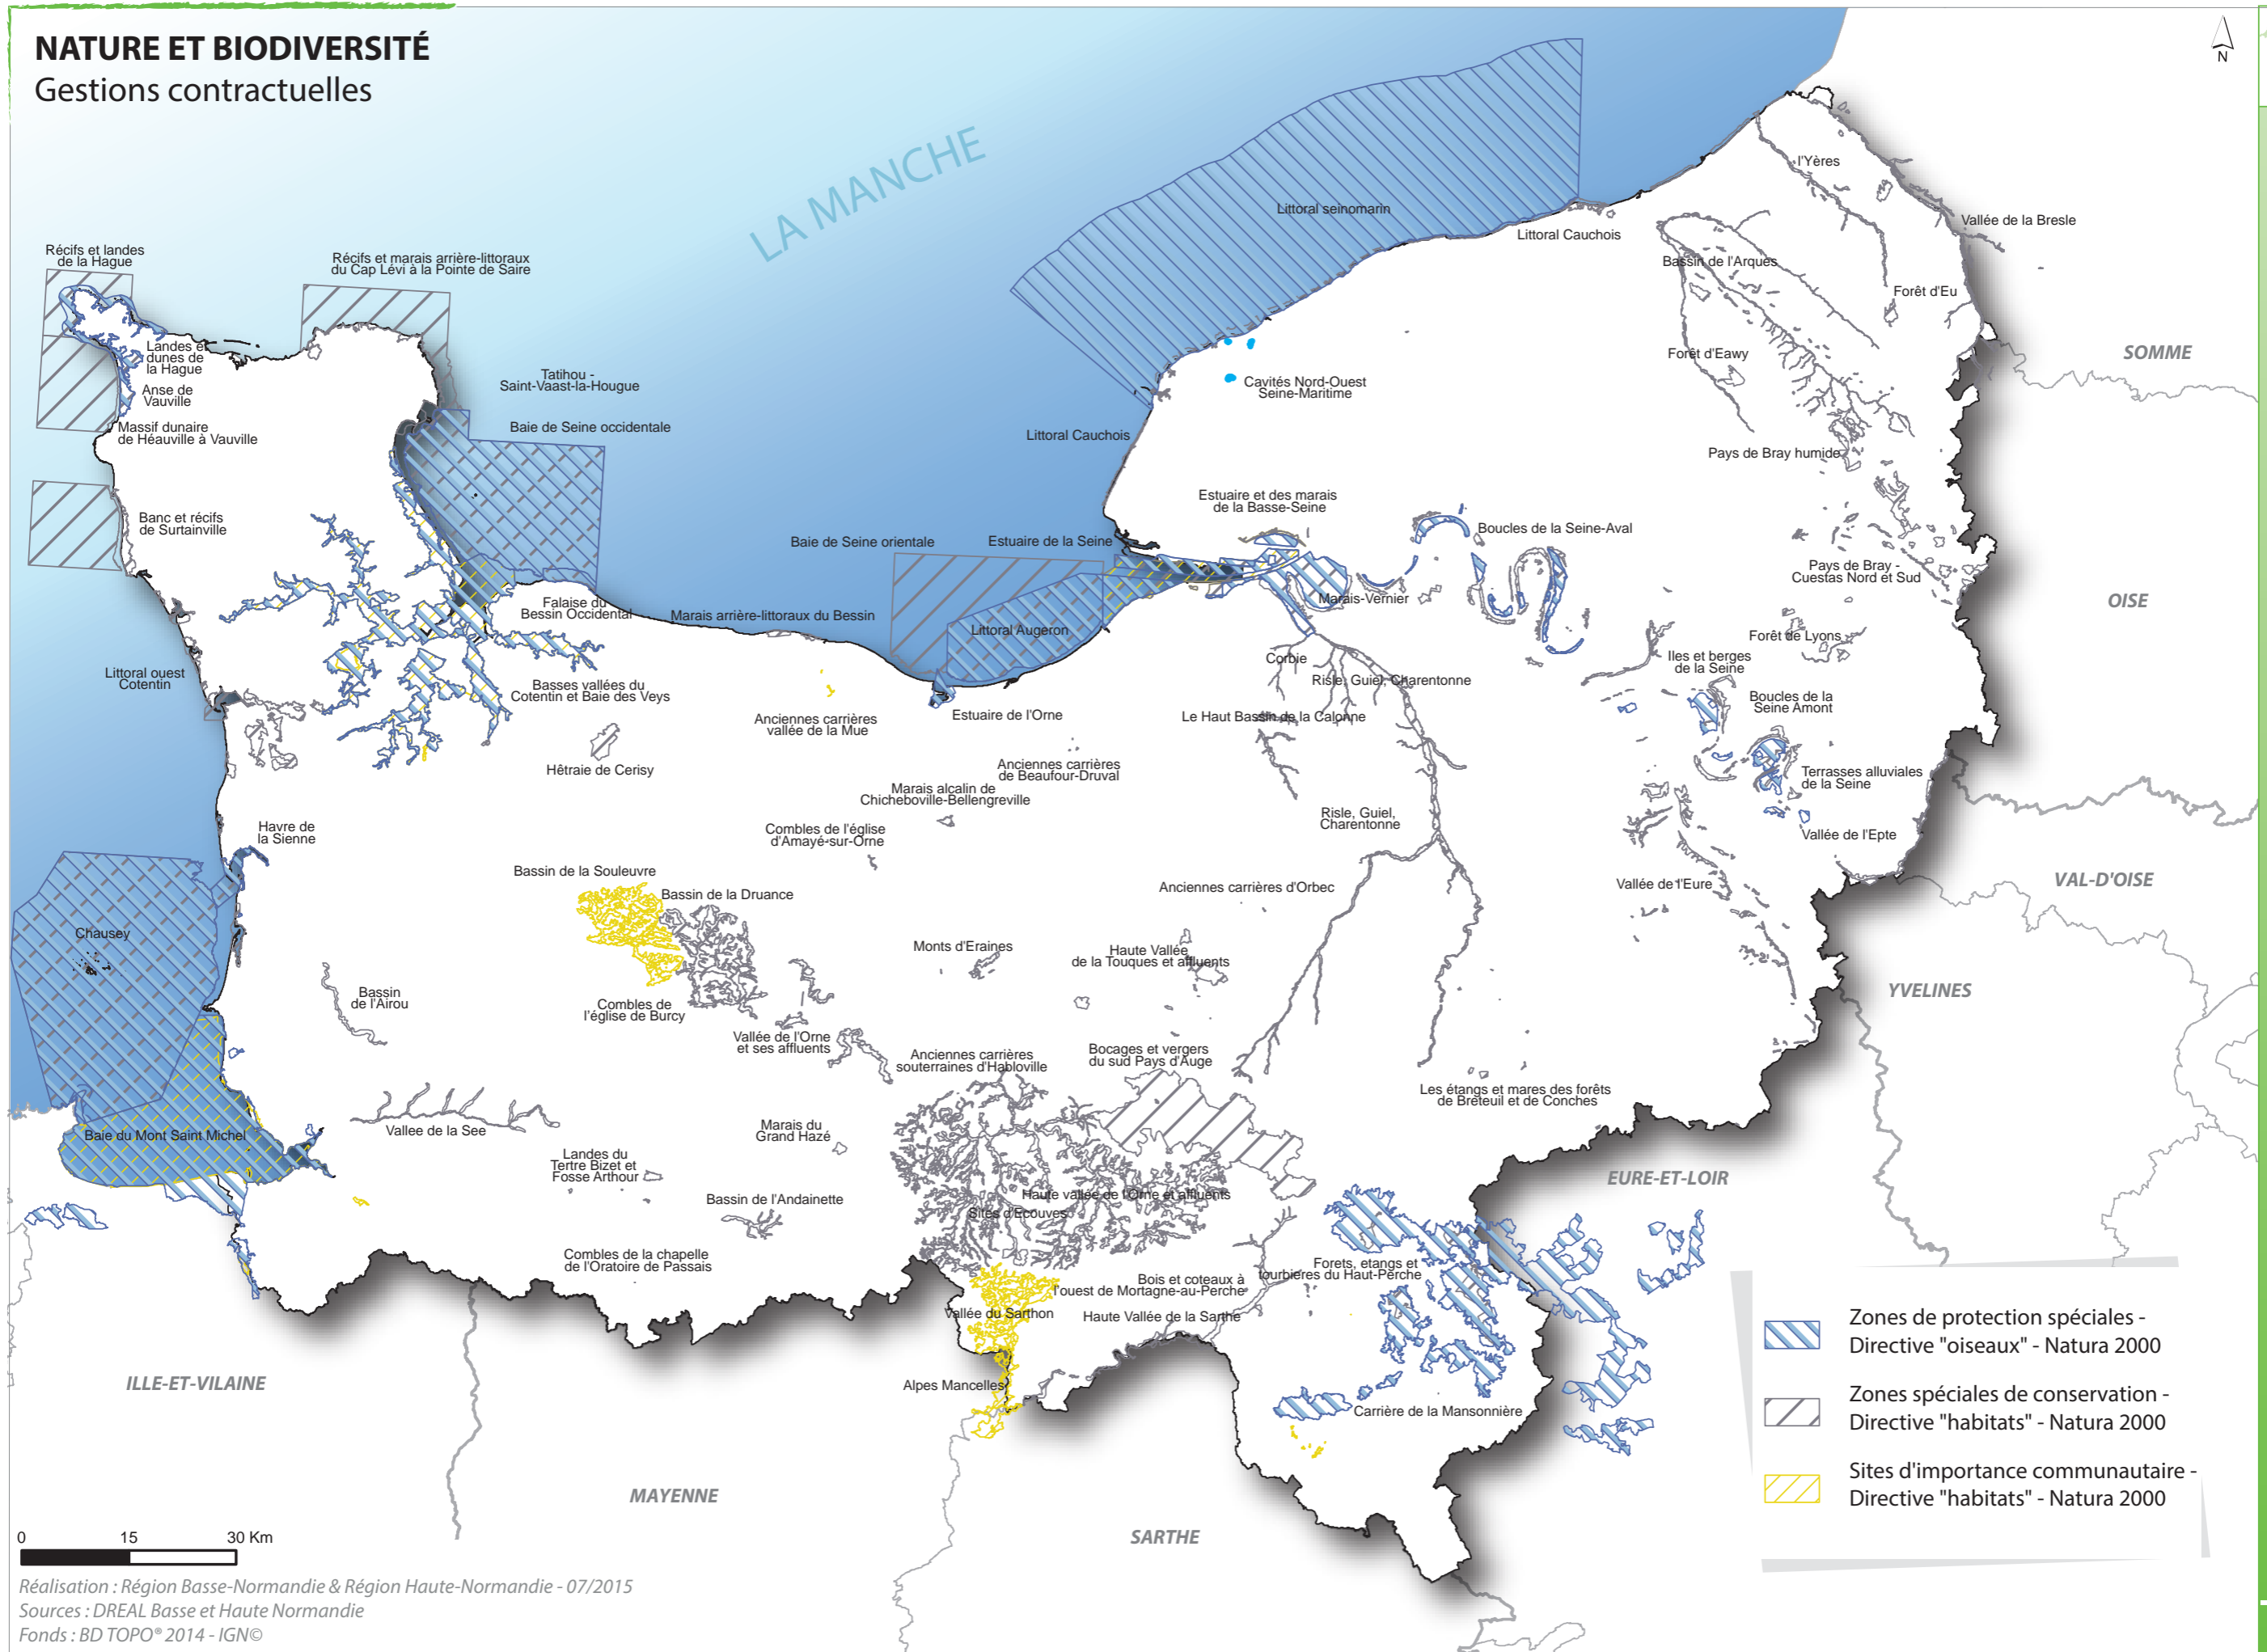 NATURE ET BIODIVERSITÉ
Gestions contractuelles
N
LA MANCHE
Récifs et landes
de la Hague
Récifs et marais arrière-littoraux
du Cap Lévi à la Pointe de Saire
Landes et
dunes de
la Hague
Anse de
Vauville
Massif dunaire
de Héauville à Vauville
Tatihou -
Saint-Vaast-la-Hougue
Baie de Seine occidentale
Banc et récifs
de Surtainville
Littoral seinomarin
Littoral Cauchois
l'Yères
Vallée de la Bresle
Bassin de l'Arques
Forêt d'Eu
Forêt d'Eawy
SOMME
Cavités Nord-Ouest
Seine-Maritime
Littoral Cauchois
Pays de Bray humide
Estuaire et des marais
de la Basse-Seine
Boucles de la Seine-Aval
Baie de Seine orientale
Estuaire de la Seine
Pays de Bray -
Cuestas Nord et Sud
Marais-Vernier
OISE
Falaise du
Bessin Occidental
Marais arrière-littoraux du Bessin
Littoral Augeron
Forêt de Lyons
Iles et berges
de la Seine
Corbie
Risle, Guiel, Charentonne
Littoral ouest
Cotentin
Basses vallées du
Cotentin et Baie des Veys
Boucles de la
Seine Amont
Anciennes carrières
vallée de la Mue
Estuaire de l'Orne
Le Haut Bassin de la Calonne
Hêtraie de Cerisy
Anciennes carrières
de Beaufour-Druval
Terrasses alluviales
de la Seine
Marais alcalin de
Chicheboville-Bellengreville
Havre de
la Sienne
Combles de l'église
d'Amayé-sur-Orne
Risle, Guiel,
Charentonne
Vallée de l'Epte
Bassin de la Souleuvre
Bassin de la Druance
Anciennes carrières d'Orbec
Vallée de l'Eure
VAL-D'OISE
Chausey
Monts d'Eraines
Haute Vallée
de la Touques et affluents
Bassin
de l'Airou
Combles de
l'église de Burcy
YVELINES
Vallée de l'Orne
et ses affluents
Anciennes carrières
souterraines d'Habloville
Bocages et vergers
du sud Pays d'Auge
Les étangs et mares des forêts
de Breteuil et de Conches
Baie du Mont Saint Michel
Vallee de la See
Marais du
Grand Hazé
Landes du
Tertre Bizet et
Fosse Arthour
EURE-ET-LOIR
Bassin de l'Andainette
Haute vallée de l'Orne et affluents
Sites d'Ecouves
Combles de la chapelle
de l'Oratoire de Passais
Forets, etangs et
tourbieres du Haut-Perche
Bois et coteaux à
l'ouest de Mortagne-au-Perche
Vallée du Sarthon
Haute Vallée de la Sarthe
Alpes Mancelles
Carrière de la Mansonnière
ILLE-ET-VILAINE
MAYENNE
SARTHE
Zones de protection spéciales -
Directive "oiseaux" - Natura 2000
Zones spéciales de conservation -
Directive "habitats" - Natura 2000
Sites d'importance communautaire -
Directive "habitats" - Natura 2000
0 15 30 Km
Réalisation : Région Basse-Normandie & Région Haute-Normandie - 07/2015
Sources : DREAL Basse et Haute Normandie
Fonds : BD TOPO® 2014 - IGN©